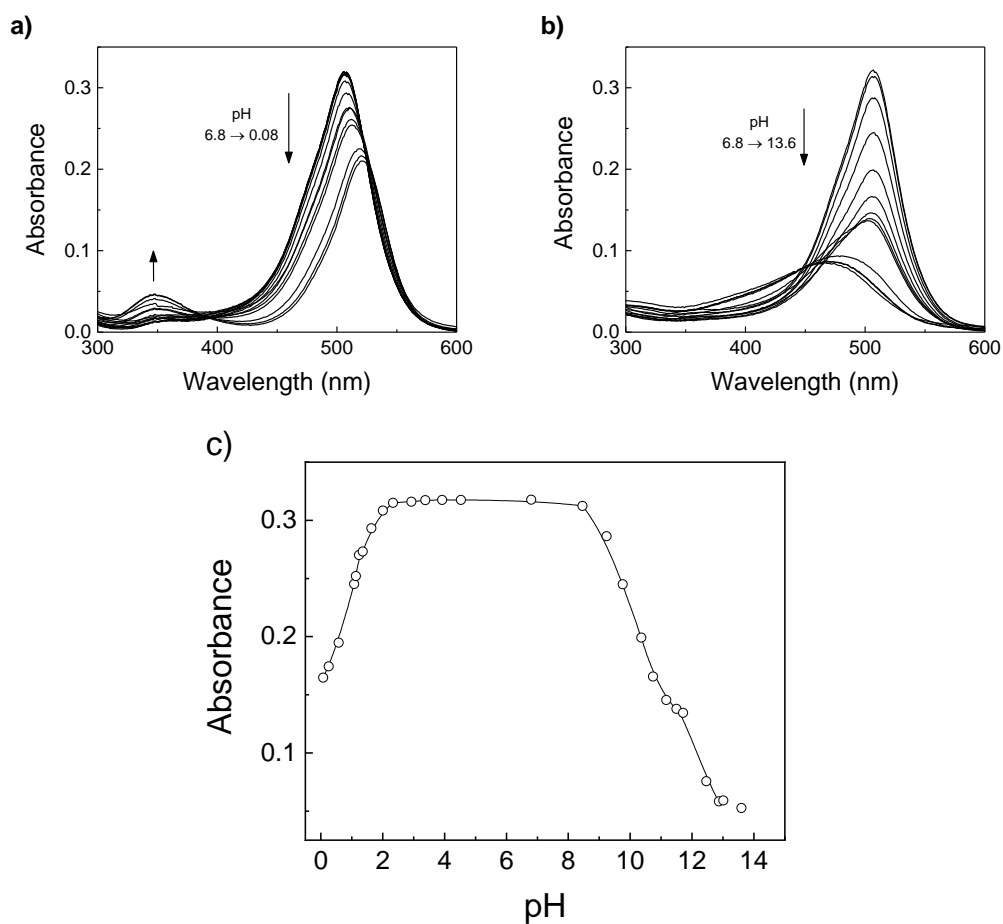 a)
Absorbance
0.3
0.2
0.1
0.0
pH
6.8 → 0.08
300 400 500 600
Wavelength (nm)
b)
Absorbance
0.3
0.2
0.1
0.0
pH
6.8 → 13.6
300 400 500 600
Wavelength (nm)
c)
Absorbance
0.3
0.2
0.1
0 2 4 6 8 10 12 14
pH